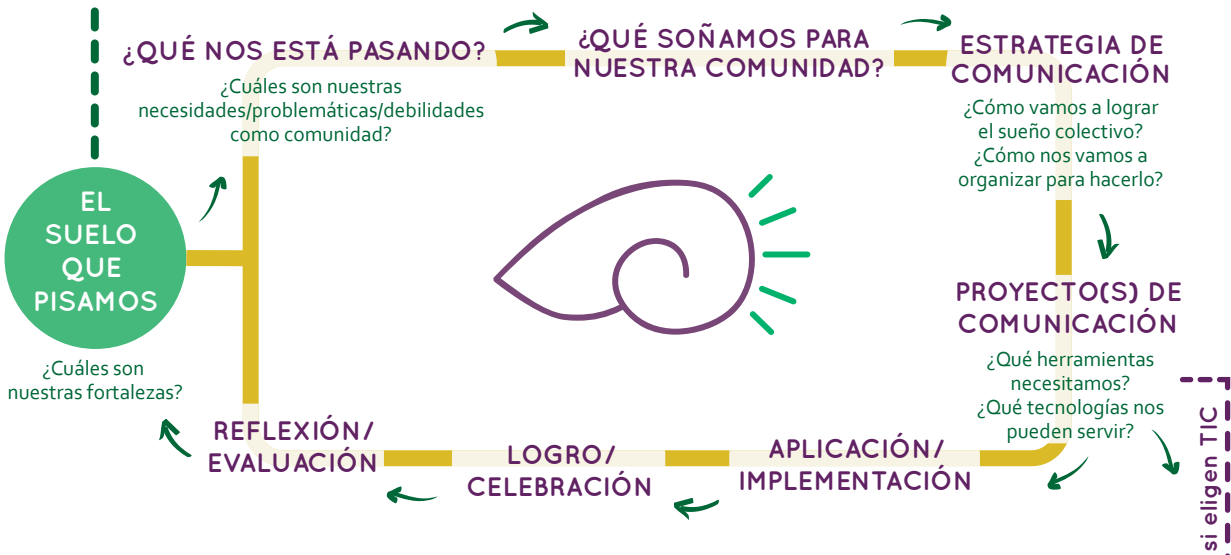 ¿QUÉ NOS ESTÁ PASANDO?
¿Cuáles son nuestras
necesidades/problemáticas/debilidades
como comunidad?
¿QUÉ SOÑAMOS PARA
NUESTRA COMUNIDAD?
ESTRATEGIA DE
COMUNICACIÓN
¿Cómo vamos a lograr
el sueño colectivo?
¿Cómo nos vamos a
organizar para hacerlo?
EL
SUELO
QUE
PISAMOS
¿Cuáles son
nuestras fortalezas?
PROYECTO(S) DE
COMUNICACIÓN
¿Qué herramientas
necesitamos?
¿Qué tecnologías nos
pueden servir?
si eligen TIC
APLICACIÓN/
IMPLEMENTACIÓN
LOGRO/
CELEBRACIÓN
REFLEXIÓN/
EVALUACIÓN